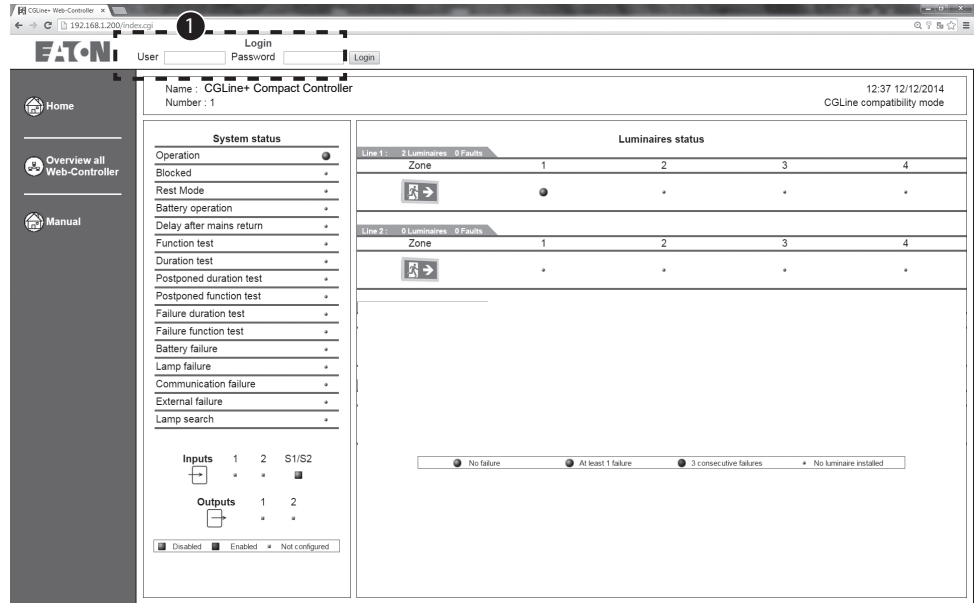 CGLine+ Web-Controller ×
192.168.1.200/index.cgi
1
EATON
Login
User Password Login
Home
Overview all
Web-Controller
Manual
Name : CGLine+ Compact Controller
Number : 1
12:37 12/12/2014
CGLine compatibility mode
System status
Operation
Blocked
Rest Mode
Battery operation
Delay after mains return
Function test
Duration test
Postponed duration test
Postponed function test
Failure duration test
Failure function test
Battery failure
Lamp failure
Communication failure
External failure
Lamp search
Inputs 1 2 S1/S2
Outputs 1 2
Disabled Enabled Not configured
Luminaires status
Line 1 : 2 Luminaires 0 Faults
Zone 1 2 3 4
Line 2 : 0 Luminaires 0 Faults
Zone 1 2 3 4
No failure At least 1 failure 3 consecutive failures No luminaire installed